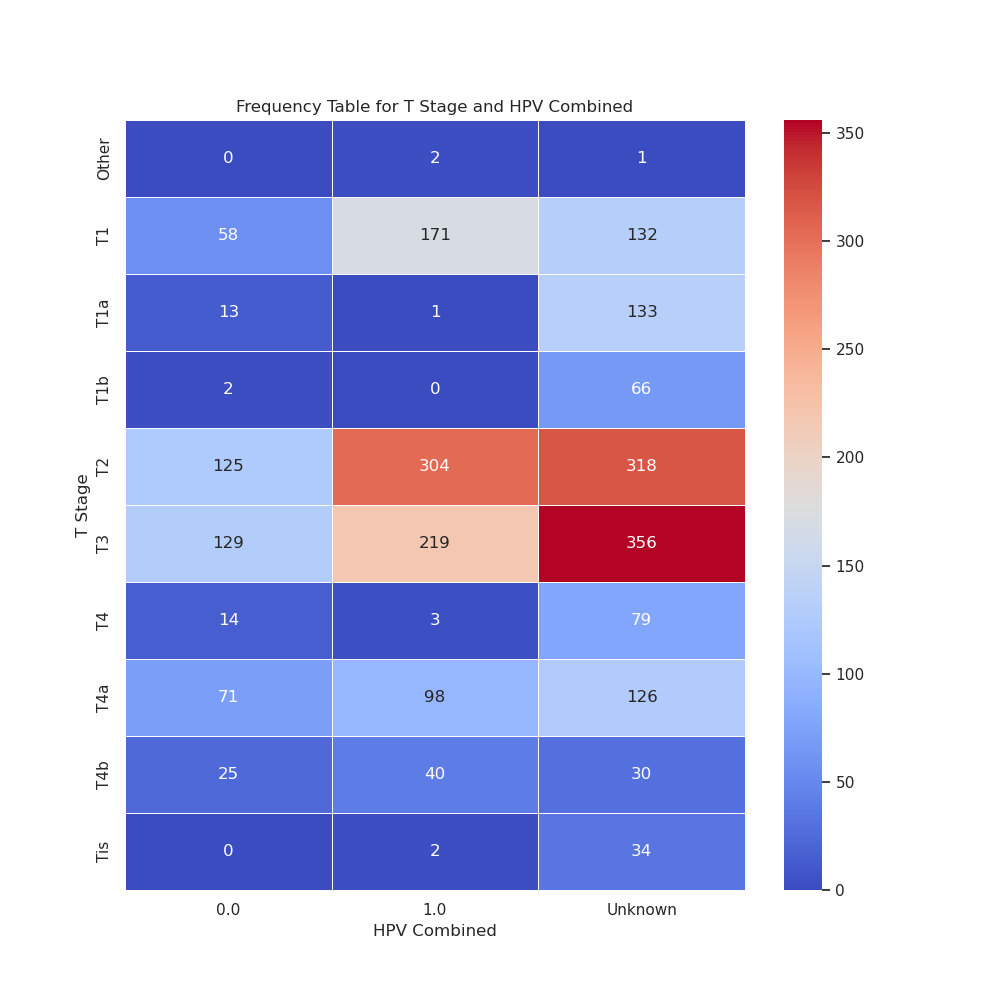 Frequency Table for T Stage and HPV Combined
T Stage
Other 0 2 1
T1 58 171 132
T1a 13 1 133
T1b 2 0 66
T2 125 304 318
T3 129 219 356
T4 14 3 79
T4a 71 98 126
T4b 25 40 30
Tis 0 2 34
0.0 1.0 Unknown
HPV Combined
350
300
250
200
150
100
50
0